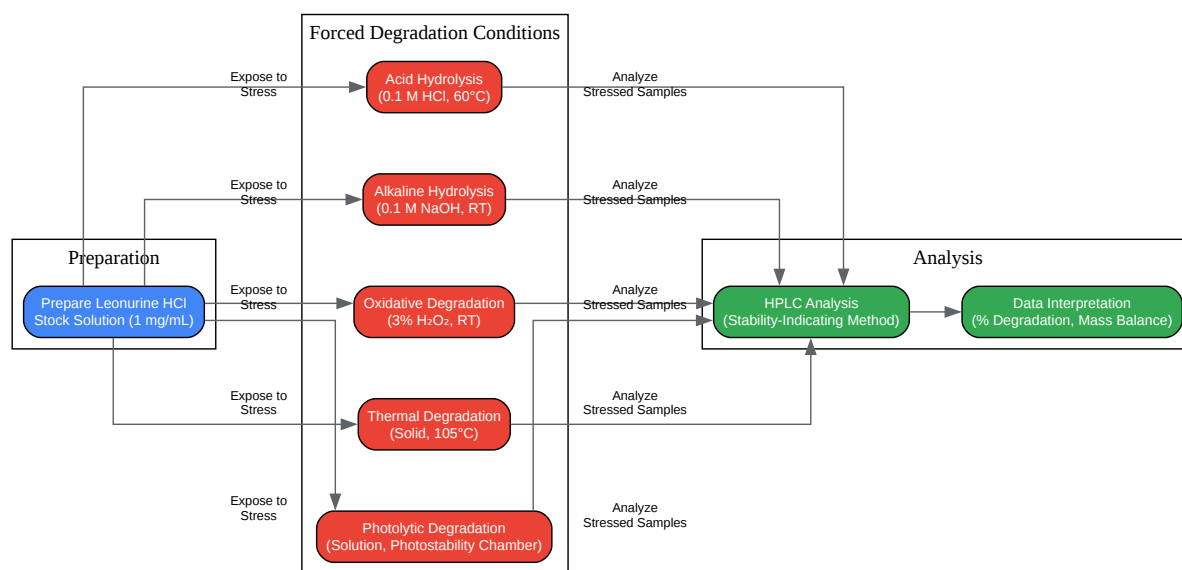 Forced Degradation Conditions
Expose to
Stress
Acid Hydrolysis
(0.1 M HCl, 60°C)
Analyze
Stressed Samples
Expose to
Stress
Alkaline Hydrolysis
(0.1 M NaOH, RT)
Analyze
Stressed Samples
Preparation
Prepare Leonurine HCl
Stock Solution (1 mg/mL)
Expose to
Stress
Oxidative Degradation
(3% H₂O₂, RT)
Analyze
Stressed Samples
Analysis
HPLC Analysis
(Stability-Indicating Method)
Data Interpretation
(% Degradation, Mass Balance)
Expose to
Stress
Thermal Degradation
(Solid, 105°C)
Analyze
Stressed Samples
Expose to
Stress
Photolytic Degradation
(Solution, Photostability Chamber)
Analyze
Stressed Samples